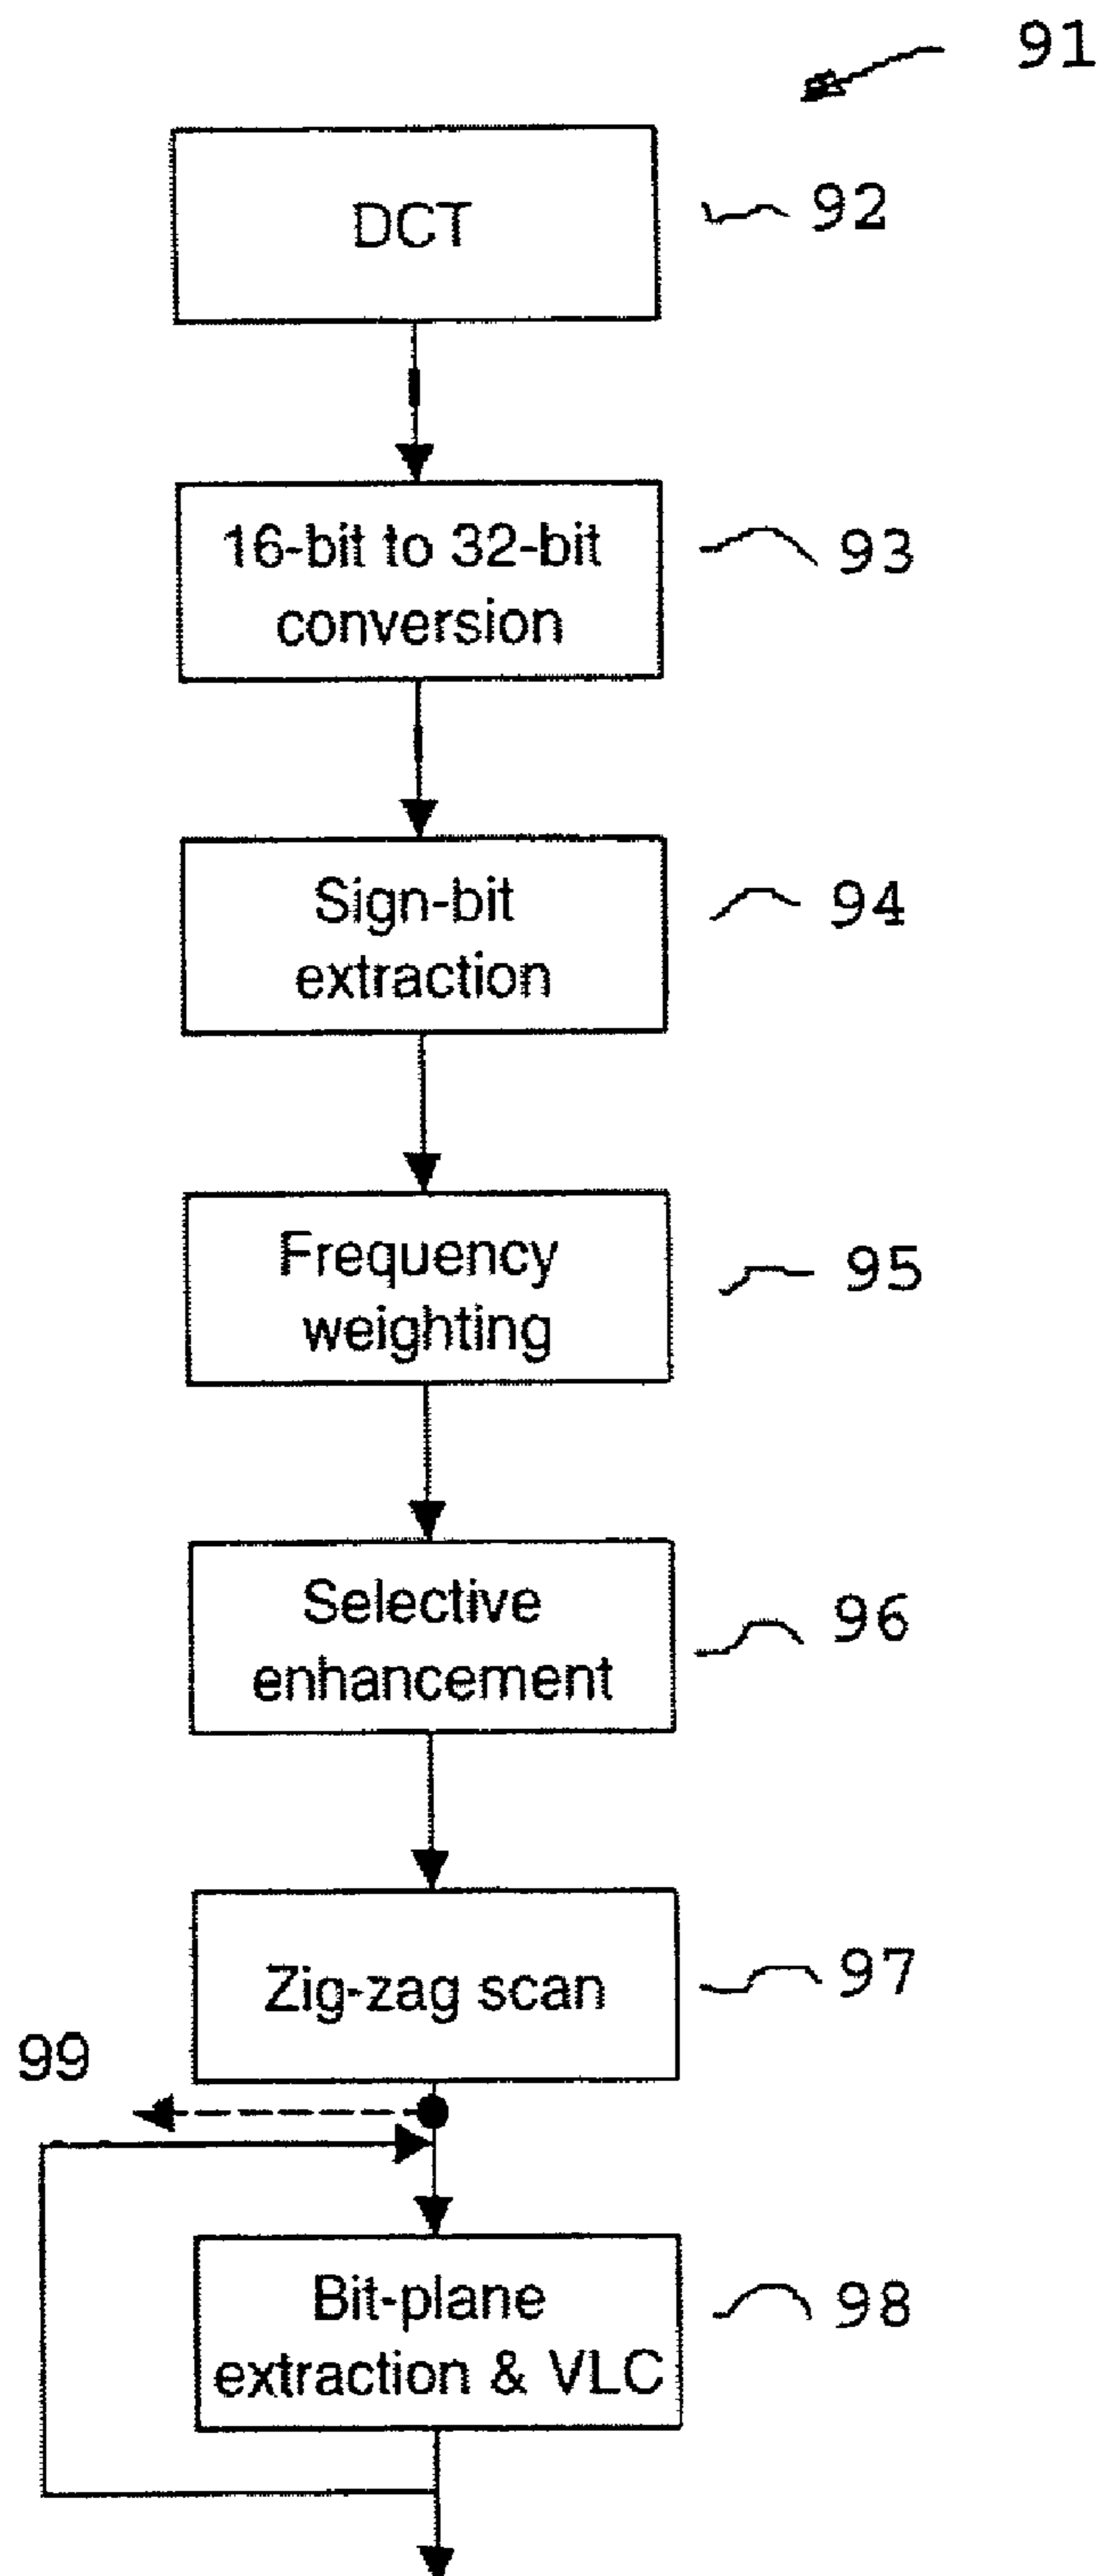 91
DCT
92
16-bit to 32-bit
conversion
93
Sign-bit
extraction
94
Frequency
weighting
95
Selective
enhancement
96
Zig-zag scan
97
99
Bit-plane
extraction & VLC
98